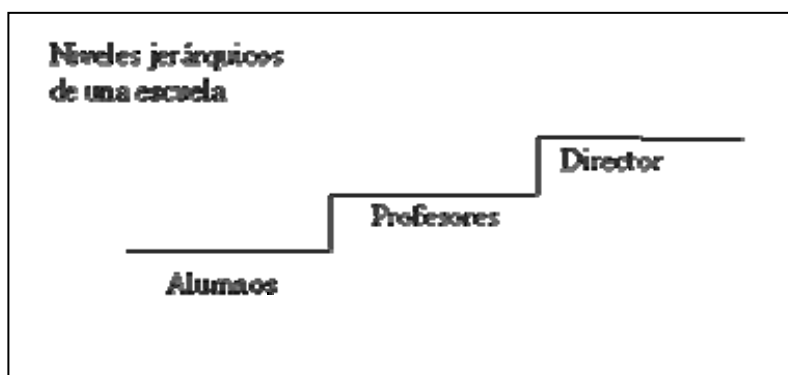 Niveles jerárquicos
de una escuela
Director
Profesores
Alumnos